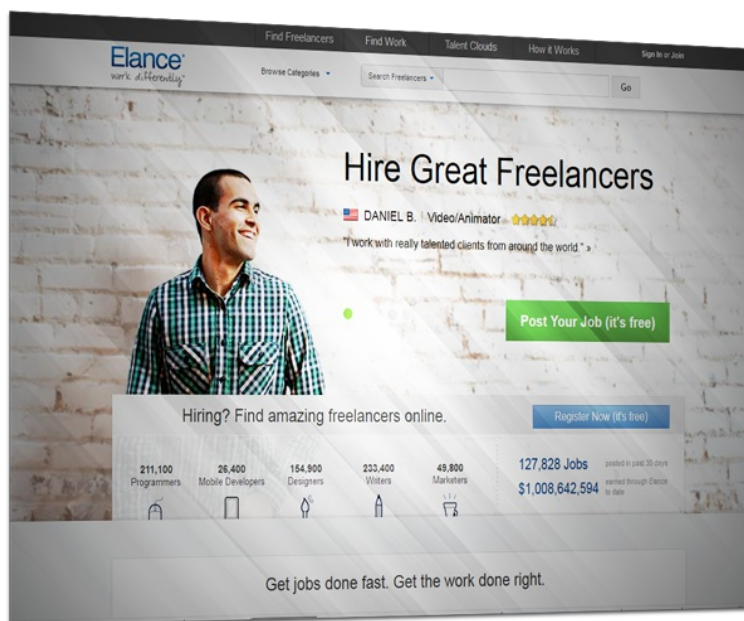 Find Freelancers Find Work Talent Clouds How it Works Sign In or Join
Elance
work differently™
Browse Categories Search Freelancers Go
Hire Great Freelancers
DANIEL B. Video/Animator
"I work with really talented clients from around the world." »
Post Your Job (it's free)
Hiring? Find amazing freelancers online.
Register Now (it's free)
211,100 26,400 154,900 233,400 49,800
Programmers Mobile Developers Designers Writers Marketers
127,828 Jobs posted in past 30 days
$1,008,642,594 earned through Elance
to date
Get jobs done fast. Get the work done right.